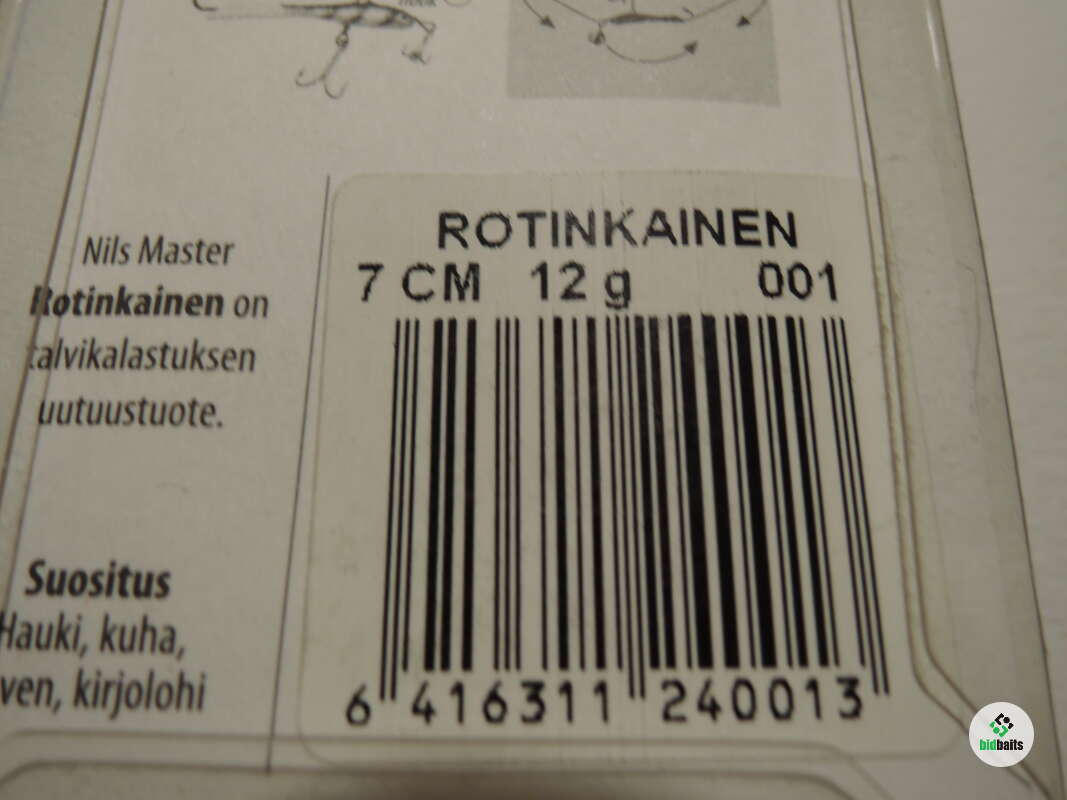 hook
Nils Master
Rotinkainen on
talvikalastuksen
uutuustuote.
Suositus
Hauki, kuha,
kirjolohi
ROTINKAINEN
7 CM 12 g 001
6 416311 240013
bidbaits